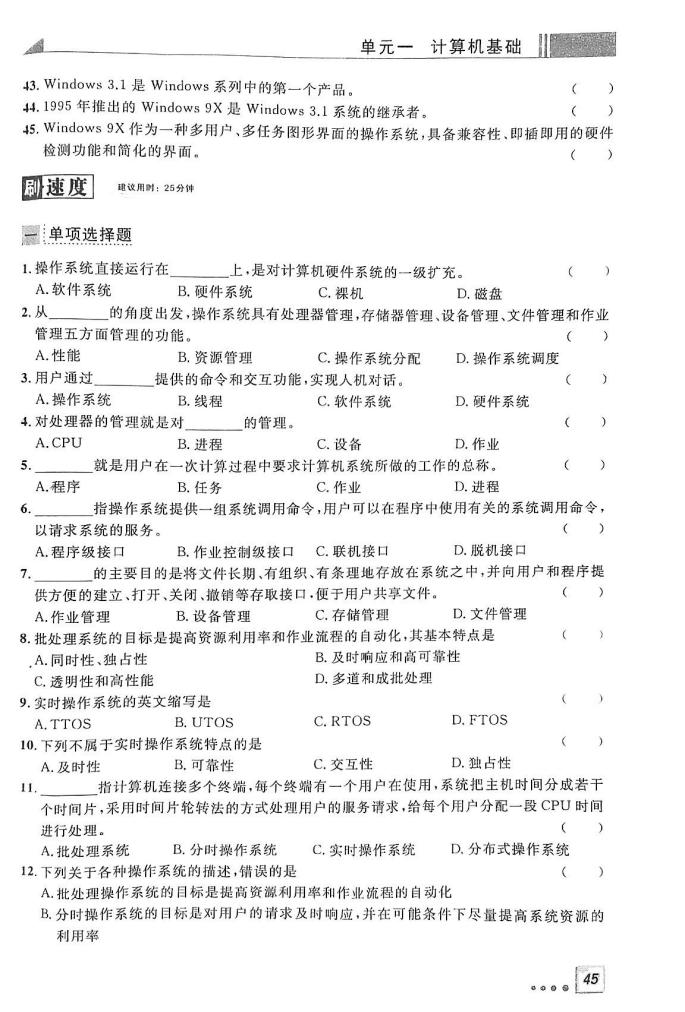 单元一 计算机基础
43. Windows 3.1 是 Windows 系列中的第一个产品。 ( )
44. 1995 年推出的 Windows 9X 是 Windows 3.1 系统的继承者。 ( )
45. Windows 9X 作为一种多用户、多任务图形界面的操作系统,具备兼容性、即插即用的硬件
检测功能和简化的界面。 ( )
刷速度 建议用时：25分钟
一 单项选择题
1. 操作系统直接运行在________上,是对计算机硬件系统的一级扩充。 ( )
A. 软件系统 B. 硬件系统 C. 裸机 D. 磁盘
2. 从________的角度出发,操作系统具有处理器管理,存储器管理、设备管理、文件管理和作业
管理五方面管理的功能。 ( )
A. 性能 B. 资源管理 C. 操作系统分配 D. 操作系统调度
3. 用户通过________提供的命令和交互功能,实现人机对话。 ( )
A. 操作系统 B. 线程 C. 软件系统 D. 硬件系统
4. 对处理器的管理就是对________的管理。 ( )
A. CPU B. 进程 C. 设备 D. 作业
5. ________就是用户在一次计算过程中要求计算机系统所做的工作的总称。 ( )
A. 程序 B. 任务 C. 作业 D. 进程
6. ________指操作系统提供一组系统调用命令,用户可以在程序中使用有关的系统调用命令,
以请求系统的服务。 ( )
A. 程序级接口 B. 作业控制级接口 C. 联机接口 D. 脱机接口
7. ________的主要目的是将文件长期、有组织、有条理地存放在系统之中,并向用户和程序提
供方便的建立、打开、关闭、撤销等存取接口,便于用户共享文件。 ( )
A. 作业管理 B. 设备管理 C. 存储管理 D. 文件管理
8. 批处理系统的目标是提高资源利用率和作业流程的自动化,其基本特点是 ( )
A. 同时性、独占性 B. 及时响应和高可靠性
C. 透明性和高性能 D. 多道和成批处理
9. 实时操作系统的英文缩写是 ( )
A. TTOS B. UTOS C. RTOS D. FTOS
10. 下列不属于实时操作系统特点的是 ( )
A. 及时性 B. 可靠性 C. 交互性 D. 独占性
11. ________指计算机连接多个终端,每个终端有一个用户在使用,系统把主机时间分成若干
个时间片,采用时间片轮转法的方式处理用户的服务请求,给每个用户分配一段 CPU 时间
进行处理。 ( )
A. 批处理系统 B. 分时操作系统 C. 实时操作系统 D. 分布式操作系统
12. 下列关于各种操作系统的描述,错误的是 ( )
A. 批处理操作系统的目标是提高资源利用率和作业流程的自动化
B. 分时操作系统的目标是对用户的请求及时响应,并在可能条件下尽量提高系统资源的
利用率
45